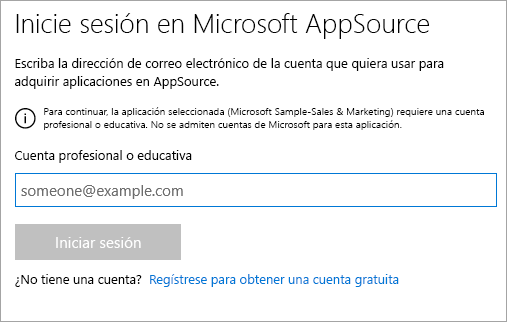 Inicie sesión en Microsoft AppSource
Escriba la dirección de correo electrónico de la cuenta que quiera usar para
adquirir aplicaciones en AppSource.
Para continuar, la aplicación seleccionada (Microsoft Sample-Sales & Marketing) requiere una cuenta
profesional o educativa. No se admiten cuentas de Microsoft para esta aplicación.
Cuenta profesional o educativa
someone@example.com
Iniciar sesión
¿No tiene una cuenta? Regístrese para obtener una cuenta gratuita